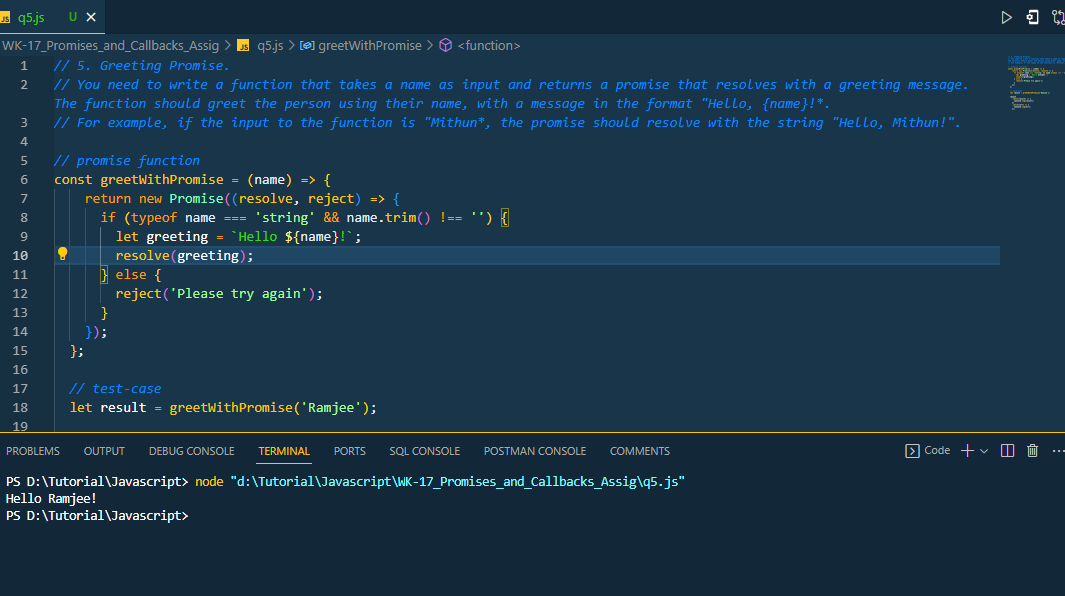 JS q5.js U
WK-17_Promises_and_Callbacks_Assig > JS q5.js > greetWithPromise > <function>
1 // 5. Greeting Promise.
2 // You need to write a function that takes a name as input and returns a promise that resolves with a greeting message.
The function should greet the person using their name, with a message in the format "Hello, {name}!*.
3 // For example, if the input to the function is "Mithun*, the promise should resolve with the string "Hello, Mithun!".
4
5 // promise function
6 const greetWithPromise = (name) => {
7 return new Promise((resolve, reject) => {
8 if (typeof name === 'string' && name.trim() !== '') {
9 let greeting = `Hello ${name}!`;
10 resolve(greeting);
11 } else {
12 reject('Please try again');
13 }
14 });
15 };
16
17 // test-case
18 let result = greetWithPromise('Ramjee');
19
PROBLEMS OUTPUT DEBUG CONSOLE TERMINAL PORTS SQL CONSOLE POSTMAN CONSOLE COMMENTS Code
PS D:\Tutorial\Javascript> node "d:\Tutorial\Javascript\WK-17_Promises_and_Callbacks_Assig\q5.js"
Hello Ramjee!
PS D:\Tutorial\Javascript>